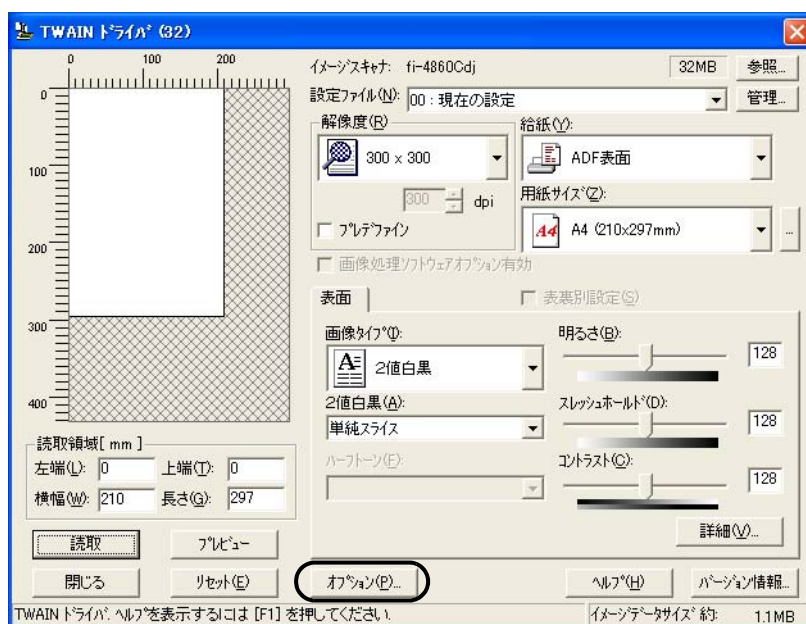 TWAIN ﾄﾞﾗｲﾊﾞ (32)
0 100 200
0
100
200
300
400
ｲﾒｰｼﾞｽｷｬﾅ: fi-4860Cdj 32MB 参照...
設定ﾌｧｲﾙ(N): 00 : 現在の設定 管理...
解像度(R)
300 x 300
300 dpi
ﾌﾟﾚﾃﾞﾌｧｲﾝ
給紙(Y):
ADF表面
用紙ｻｲｽﾞ(Z):
A4 A4 (210x297mm) ...
画像処理ｿﾌﾄｳｪｱｵﾌﾟｼｮﾝ有効
表面
表裏別設定(S)
画像ﾀｲﾌﾟ(I):
A 2値白黒
2値白黒(A):
単純ｽﾗｲｽ
ﾊｰﾌﾄｰﾝ(F):
明るさ(B):
128
ｽﾚｯｼｭﾎｰﾙﾄﾞ(D):
128
ｺﾝﾄﾗｽﾄ(C):
128
詳細(V)...
読取領域[ mm ]
左端(L): 0 上端(T): 0
横幅(W): 210 長さ(G): 297
読取 ﾌﾟﾚﾋﾞｭｰ
閉じる ﾘｾｯﾄ(E) ｵﾌﾟｼｮﾝ(P)... ﾍﾙﾌﾟ(H) ﾊﾞｰｼﾞｮﾝ情報...
TWAIN ﾄﾞﾗｲﾊﾞ. ﾍﾙﾌﾟを表示するには [F1] を押してください. ｲﾒｰｼﾞﾃﾞｰﾀｻｲｽﾞ 約: 1.1MB